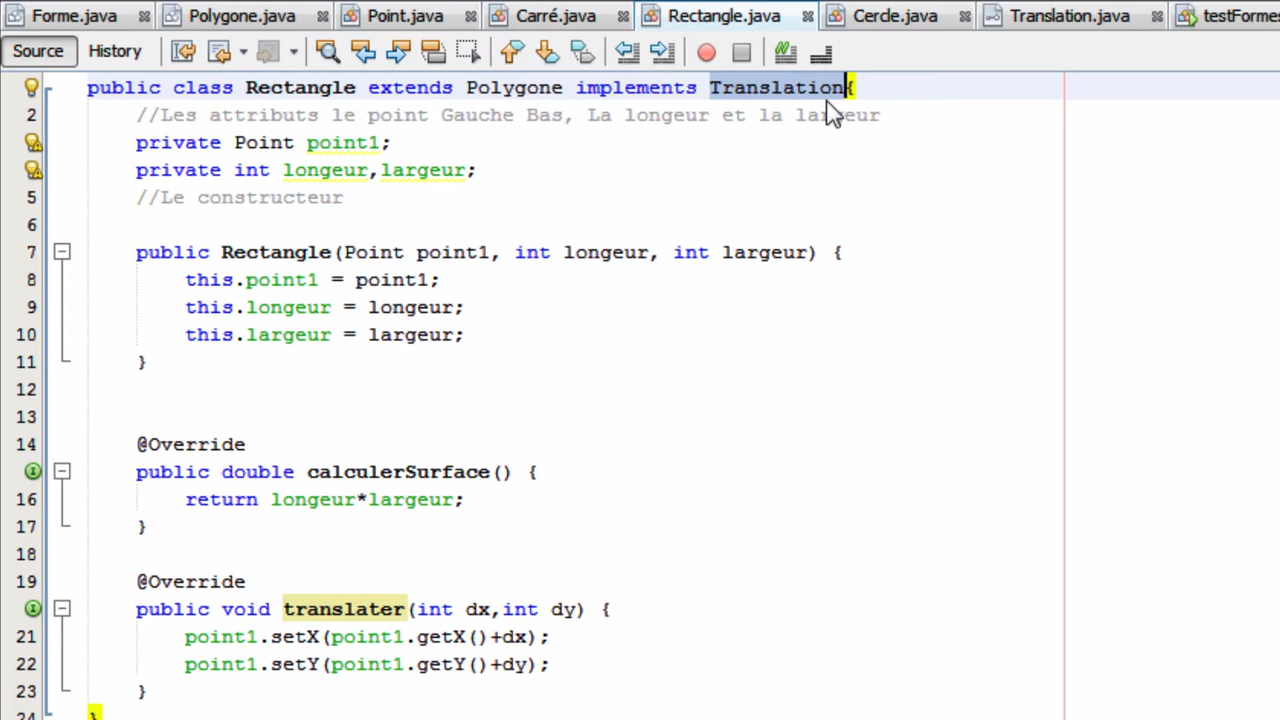 Forme.java Polygone.java Point.java Carré.java Rectangle.java Cercle.java Translation.java testFormes
Source History
public class Rectangle extends Polygone implements Translation{
2 //Les attributs le point Gauche Bas, La longeur et la largeur
private Point point1;
private int longeur,largeur;
5 //Le constructeur
6
7 public Rectangle(Point point1, int longeur, int largeur) {
8 this.point1 = point1;
9 this.longeur = longeur;
10 this.largeur = largeur;
11 }
12
13
14 @Override
public double calculerSurface() {
16 return longeur*largeur;
17 }
18
19 @Override
public void translater(int dx,int dy) {
21 point1.setX(point1.getX()+dx);
22 point1.setY(point1.getY()+dy);
23 }
24 }